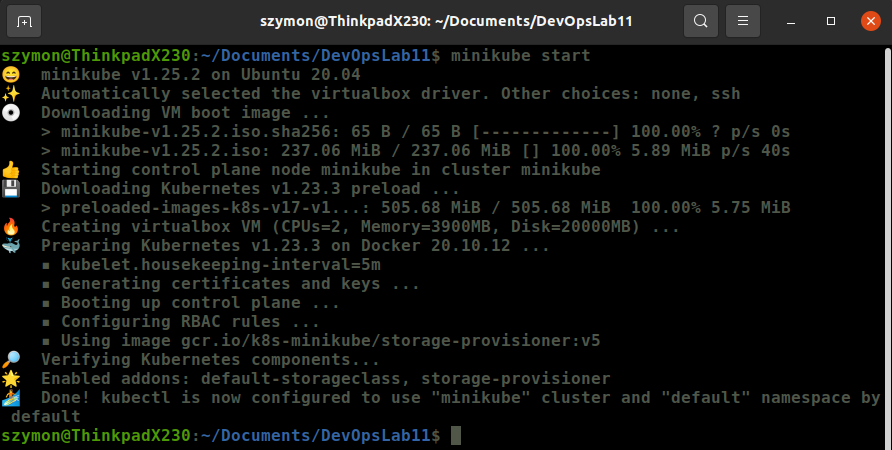 szymon@ThinkpadX230: ~/Documents/DevOpsLab11
szymon@ThinkpadX230:~/Documents/DevOpsLab11$ minikube start
😄  minikube v1.25.2 on Ubuntu 20.04
✨  Automatically selected the virtualbox driver. Other choices: none, ssh
💿  Downloading VM boot image ...
    > minikube-v1.25.2.iso.sha256: 65 B / 65 B [-------------] 100.00% ? p/s 0s
    > minikube-v1.25.2.iso: 237.06 MiB / 237.06 MiB [] 100.00% 5.89 MiB p/s 40s
👍  Starting control plane node minikube in cluster minikube
💾  Downloading Kubernetes v1.23.3 preload ...
    > preloaded-images-k8s-v17-v1...: 505.68 MiB / 505.68 MiB  100.00% 5.75 MiB
🔥  Creating virtualbox VM (CPUs=2, Memory=3900MB, Disk=20000MB) ...
🐳  Preparing Kubernetes v1.23.3 on Docker 20.10.12 ...
    ▪ kubelet.housekeeping-interval=5m
    ▪ Generating certificates and keys ...
    ▪ Booting up control plane ...
    ▪ Configuring RBAC rules ...
    ▪ Using image gcr.io/k8s-minikube/storage-provisioner:v5
🔎  Verifying Kubernetes components...
🌟  Enabled addons: default-storageclass, storage-provisioner
🏄  Done! kubectl is now configured to use "minikube" cluster and "default" namespace by
 default
szymon@ThinkpadX230:~/Documents/DevOpsLab11$